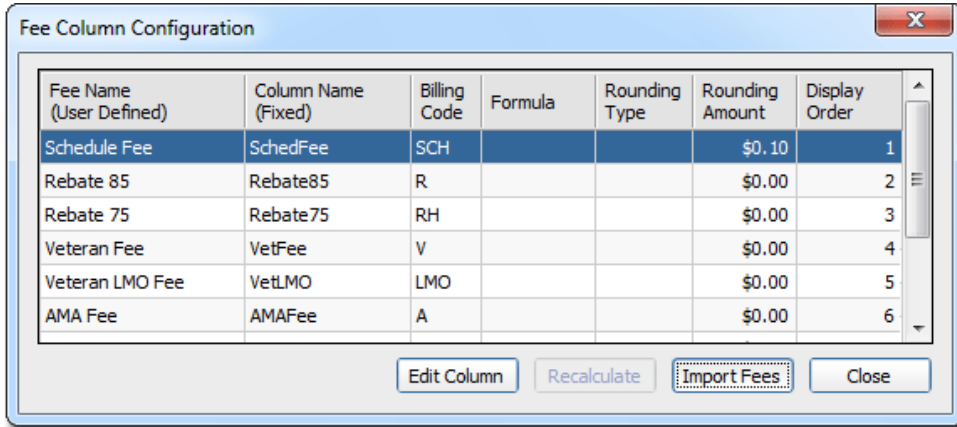 Fee Column Configuration
Fee Name (User Defined) Column Name (Fixed) Billing Code Formula Rounding Type Rounding Amount Display Order
Schedule Fee SchedFee SCH $0.10 1
Rebate 85 Rebate85 R $0.00 2
Rebate 75 Rebate75 RH $0.00 3
Veteran Fee VetFee V $0.00 4
Veteran LMO Fee VetLMO LMO $0.00 5
AMA Fee AMAFee A $0.00 6
Edit Column Recalculate Import Fees Close